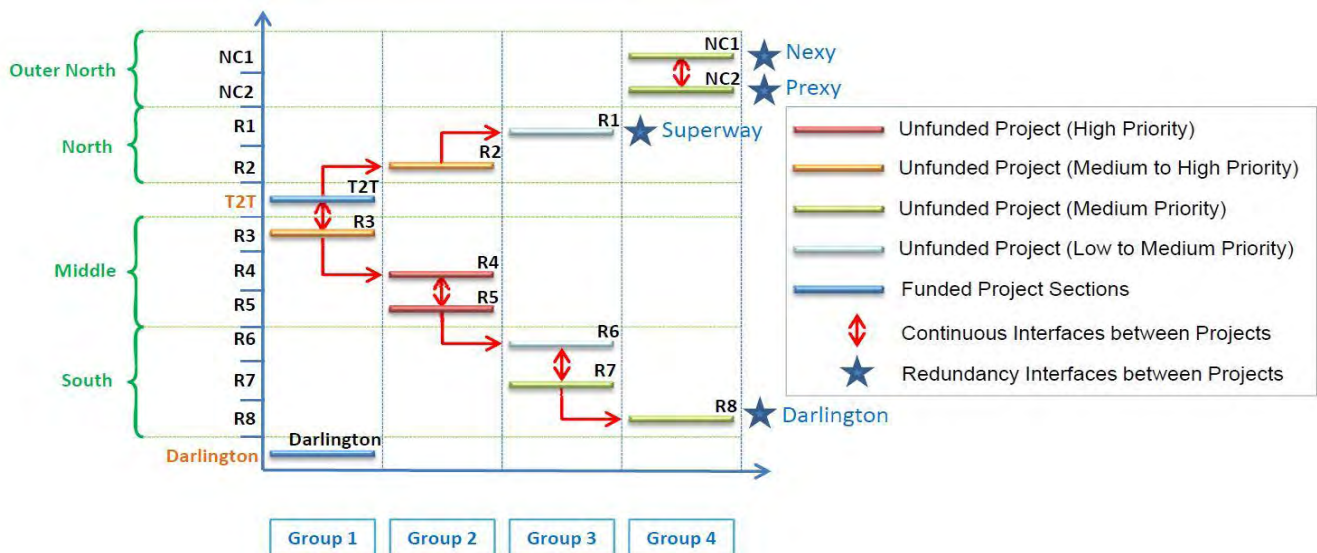 Outer North
NC1
NC2
North
R1
R2
T2T
Middle
R3
R4
R5
South
R6
R7
R8
Darlington
NC1
Nexy
NC2
Prexy
R1
Superway
R2
T2T
R3
R4
R5
R6
R7
R8
Darlington
Darlington
Unfunded Project (High Priority)
Unfunded Project (Medium to High Priority)
Unfunded Project (Medium Priority)
Unfunded Project (Low to Medium Priority)
Funded Project Sections
Continuous Interfaces between Projects
Redundancy Interfaces between Projects
Group 1
Group 2
Group 3
Group 4